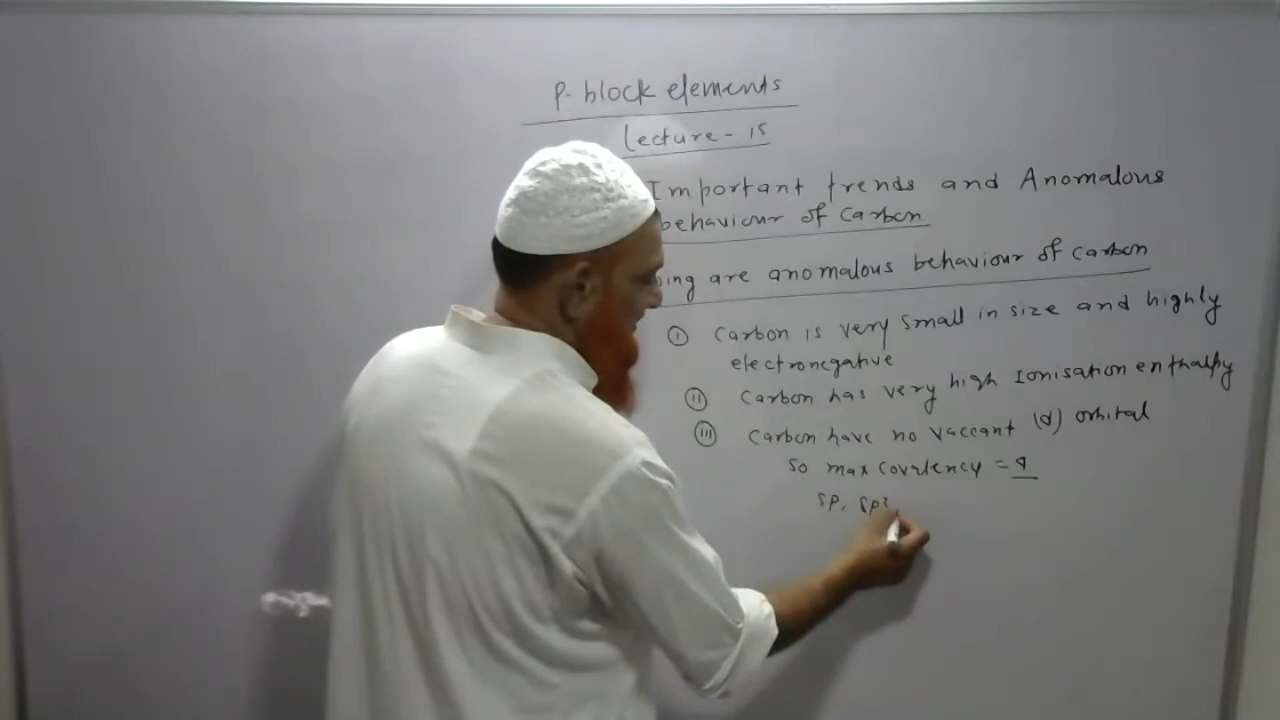 P-block elements
Lecture - 15
Important trends and Anomalous
behaviour of Carbon
ing are anomalous behaviour of Carbon
(I) Carbon is very small in size and highly
electronegative
(II) Carbon has very high Ionisation enthalpy
(III) Carbon have no vaccant (d) orbital
So max covalency = 4
sp, sp2,